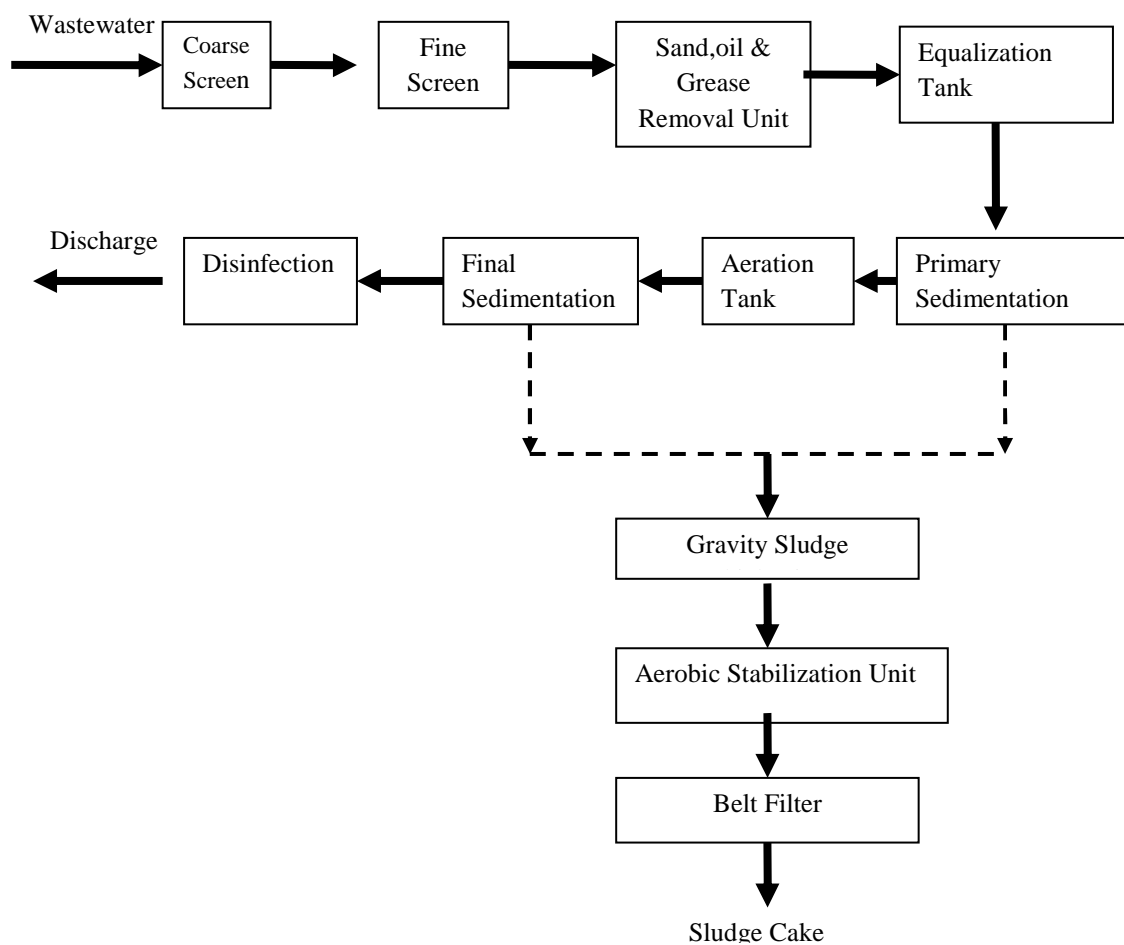 Wastewater
Coarse
Screen
Fine
Screen
Sand,oil &
Grease
Removal Unit
Equalization
Tank
Discharge
Disinfection
Final
Sedimentation
Aeration
Tank
Primary
Sedimentation
Gravity Sludge
Aerobic Stabilization Unit
Belt Filter
Sludge Cake